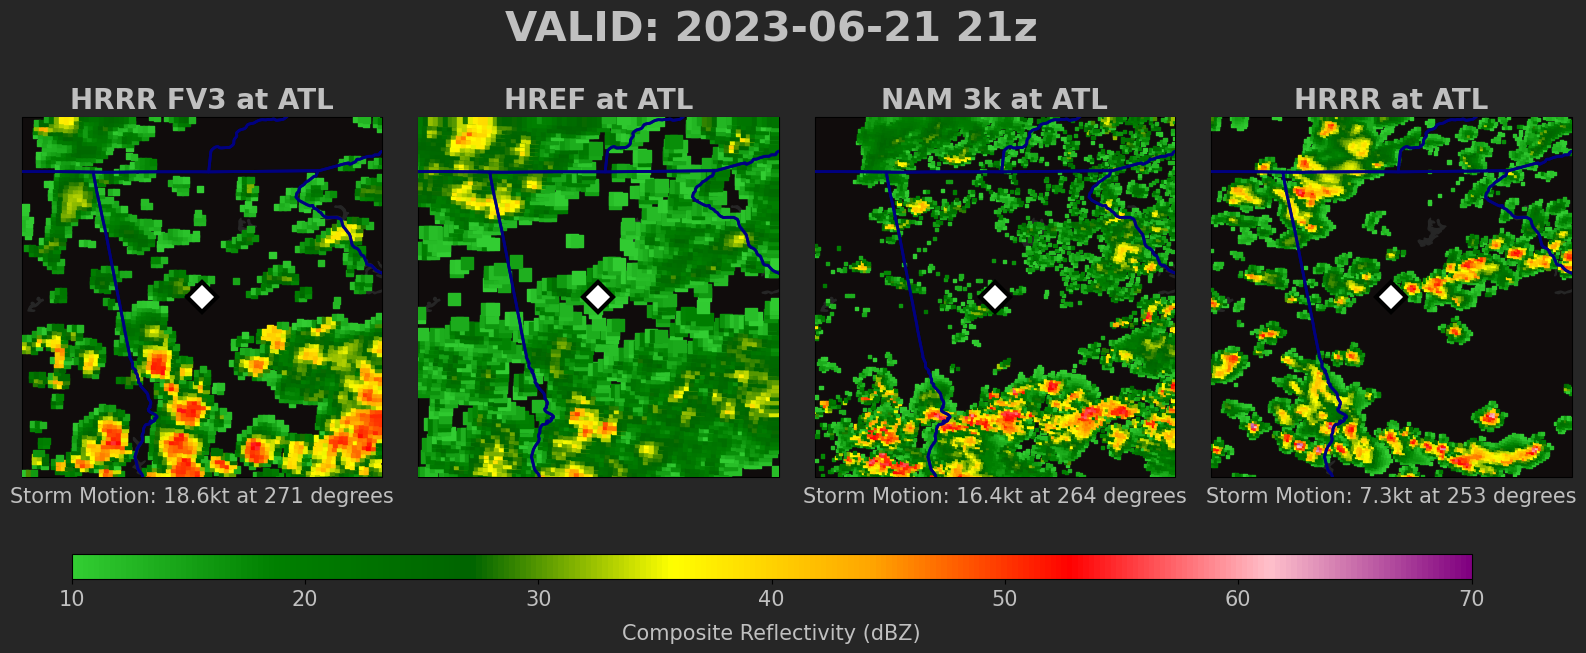 VALID: 2023-06-21 21z
HRRR FV3 at ATL
HREF at ATL
NAM 3k at ATL
HRRR at ATL
Storm Motion: 18.6kt at 271 degrees
Storm Motion: 16.4kt at 264 degrees
Storm Motion: 7.3kt at 253 degrees
10 20 30 40 50 60 70
Composite Reflectivity (dBZ)